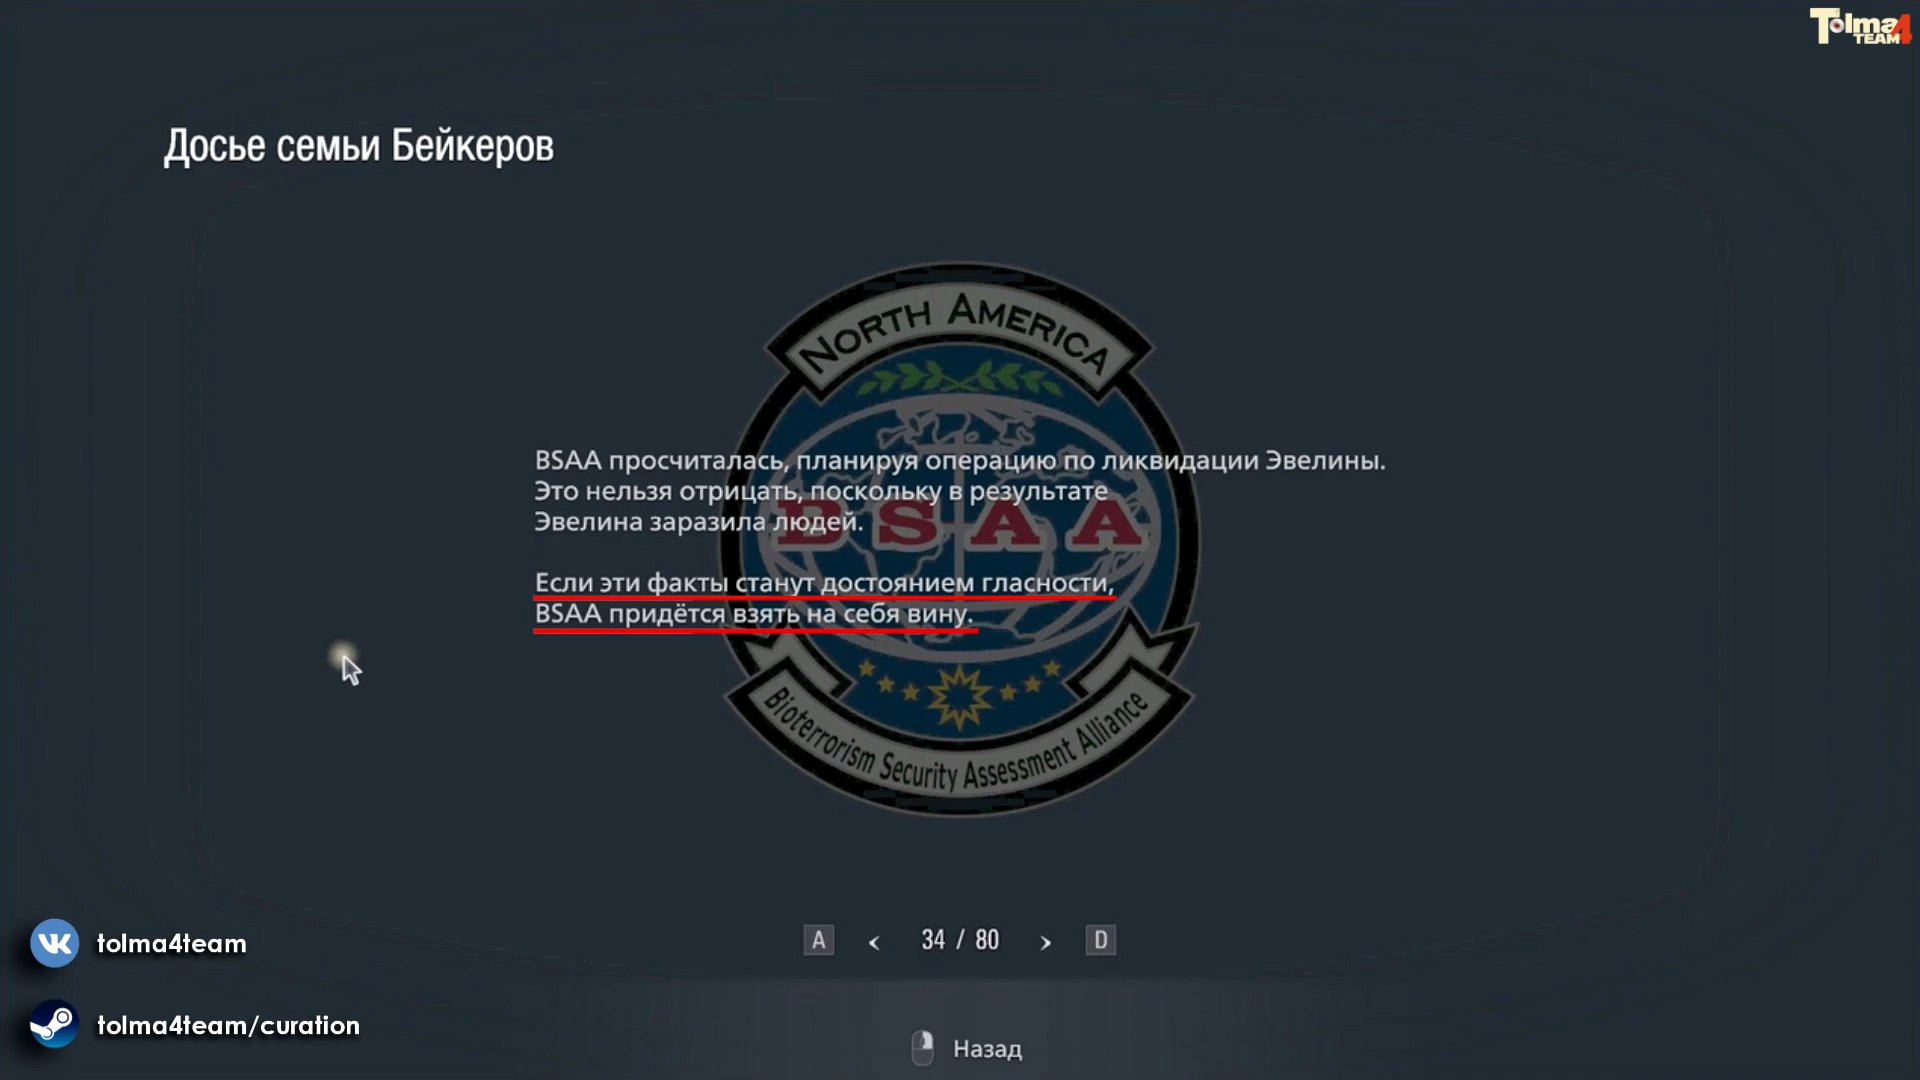 Tolma4
TEAM
Досье семьи Бейкеров
NORTH AMERICA
BSAA просчиталась, планируя операцию по ликвидации Эвелины.
Это нельзя отрицать, поскольку в результате
Эвелина заразила людей.
BSAA
Если эти факты станут достоянием гласности,
BSAA придётся взять на себя вину.
Bioterrorism Security Assessment Alliance
A < 34 / 80 > D
tolma4team
tolma4team/curation
Назад